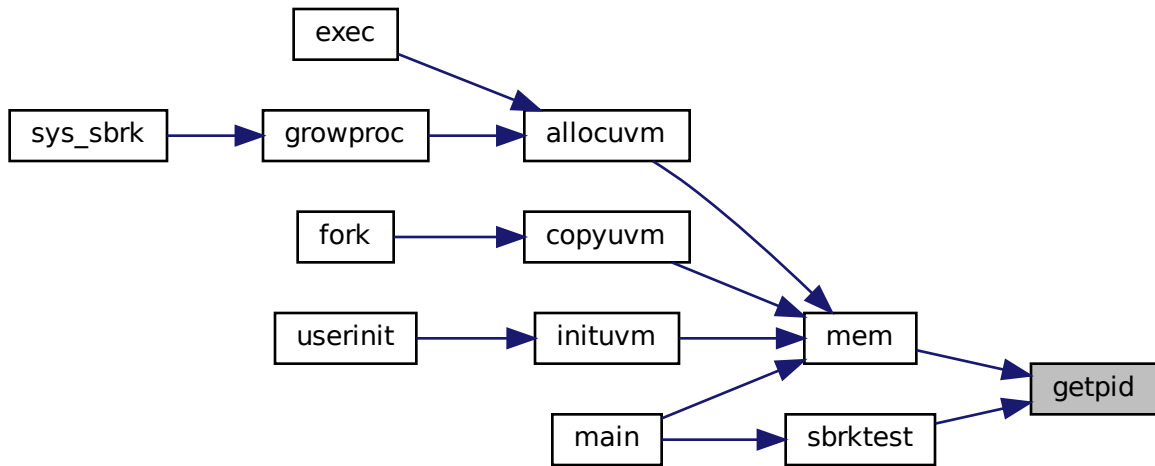 exec
sys_sbrk
growproc
allocuvm
fork
copyuvm
userinit
inituvm
mem
getpid
main
sbrktest